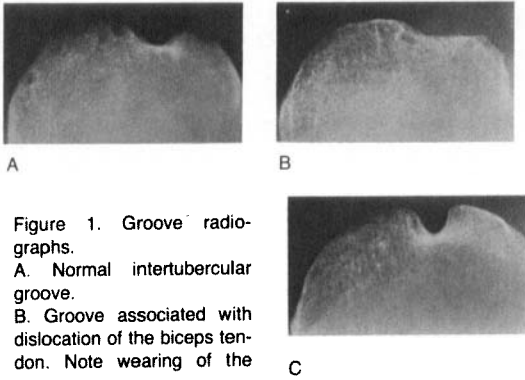 A
B
Figure 1. Groove radio-
graphs.
A. Normal intertubercular
groove.
B. Groove associated with
dislocation of the biceps ten-
don. Note wearing of the
C